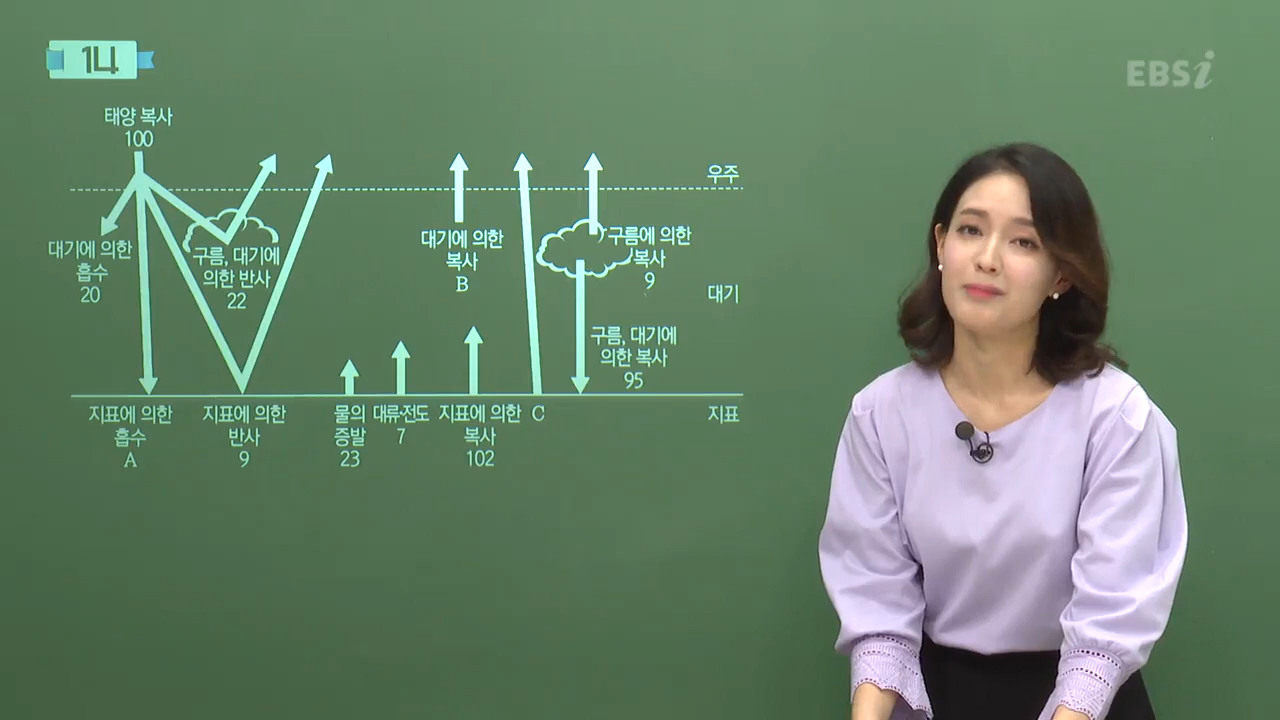 14
EBSi
태양 복사
100
우주
대기에 의한
흡수
20
구름, 대기에
의한 반사
22
대기에 의한
복사
B
구름에 의한
복사
9
대기
구름, 대기에
의한 복사
95
지표에 의한
흡수
A
지표에 의한
반사
9
물의
증발
23
대류·전도
7
지표에 의한
복사
102
C
지표